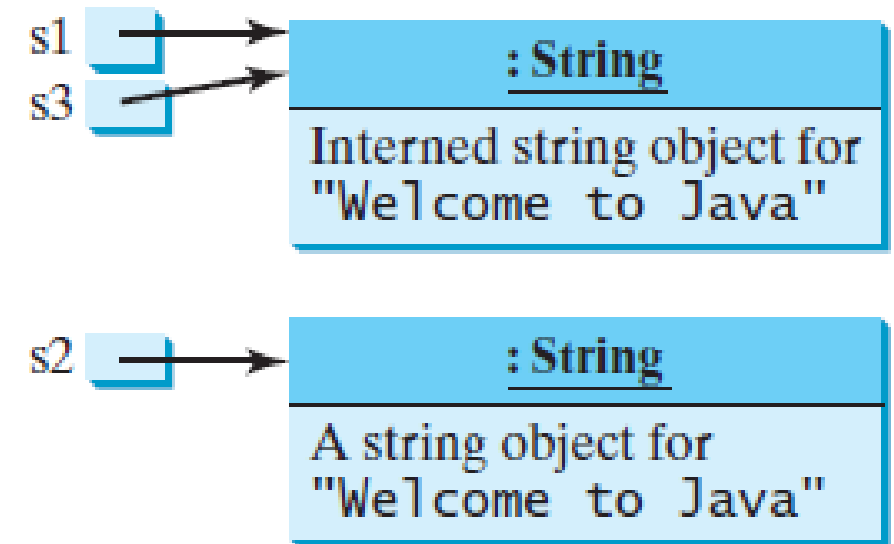 s1
: String
s3
Interned string object for
"Welcome to Java"
s2
: String
A string object for
"Welcome to Java"